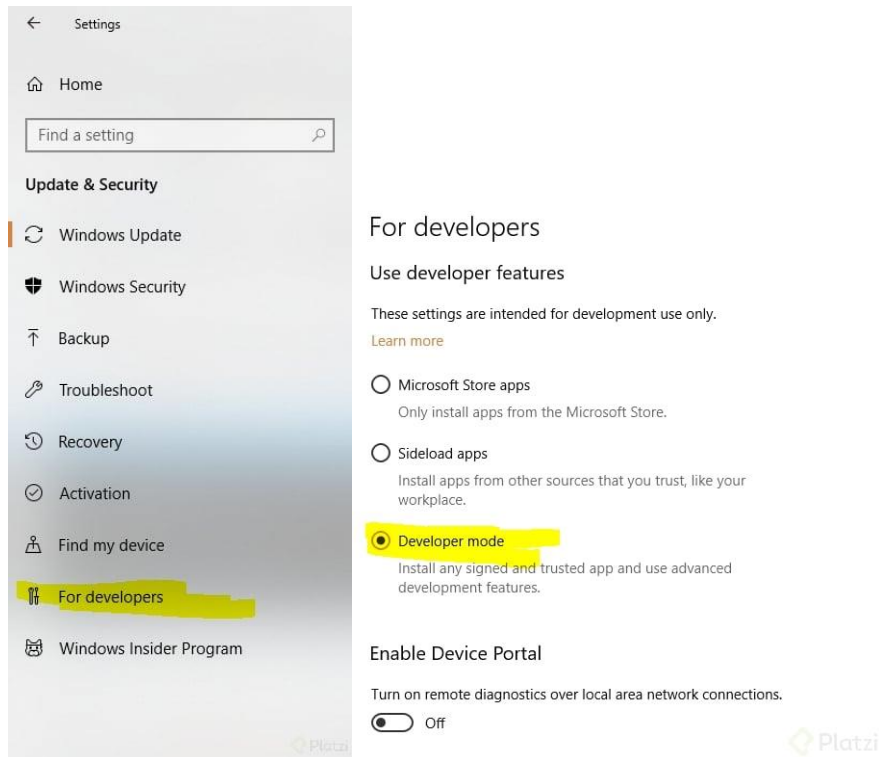 Settings
Home
Find a setting
Update & Security
Windows Update
Windows Security
Backup
Troubleshoot
Recovery
Activation
Find my device
For developers
Windows Insider Program
Platzi
For developers
Use developer features
These settings are intended for development use only.
Learn more
Microsoft Store apps
Only install apps from the Microsoft Store.
Sideload apps
Install apps from other sources that you trust, like your
workplace.
Developer mode
Install any signed and trusted app and use advanced
development features.
Enable Device Portal
Turn on remote diagnostics over local area network connections.
Off
Platzi